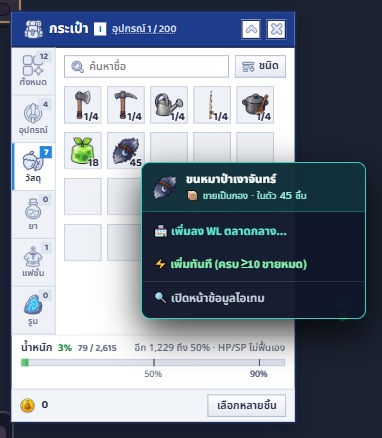 กระเป๋า I อุปกรณ์ 1 / 200
12
ทั้งหมด
4
อุปกรณ์
7
วัสดุ
0
ยา
1
แฟชั่น
0
รูน
ค้นหาชื่อ
ชนิด
1/4
1/4
1/4
1/4
1/4
18
45
ขนหมาป่าเงาจันทร์
ขายเป็นกอง · ในตัว 45 ชิ้น
เพิ่มลง WL ตลาดกลาง...
เพิ่มทันที (ครบ ≥10 ขายหมด)
เปิดหน้าข้อมูลไอเทม
น้ำหนัก 3% 79 / 2,615 อีก 1,229 ถึง 50% · HP/SP ไม่ฟื้นเอง
50% 90%
0 เลือกหลายชิ้น